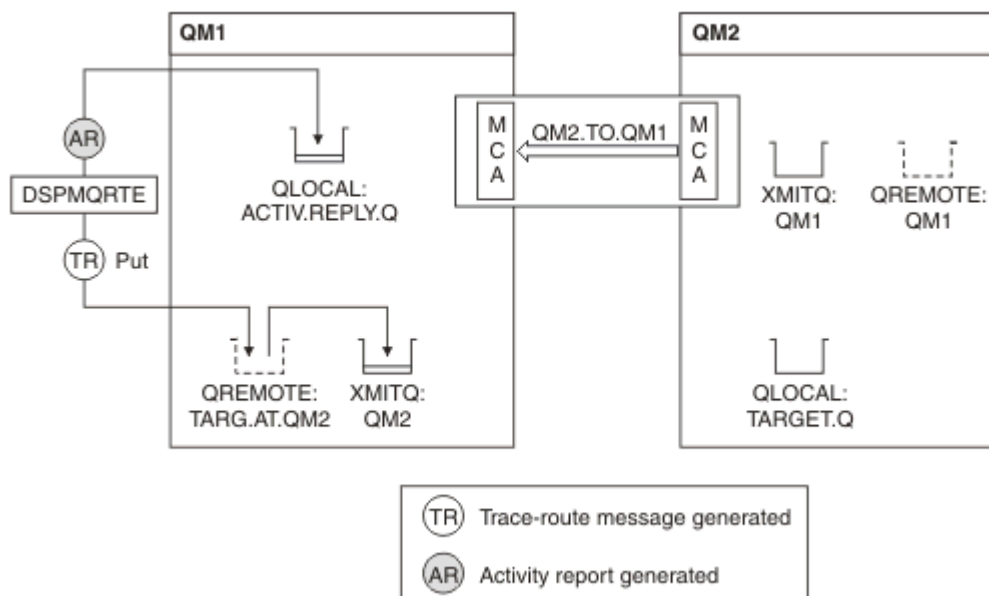 QM1
QM2
AR
DSPMQRTE
TR Put
QLOCAL:
ACTIV.REPLY.Q
M
C
A
QM2.TO.QM1
M
C
A
XMITQ:
QM1
QREMOTE:
QM1
QREMOTE:
TARG.AT.QM2
XMITQ:
QM2
QLOCAL:
TARGET.Q
TR Trace-route message generated
AR Activity report generated